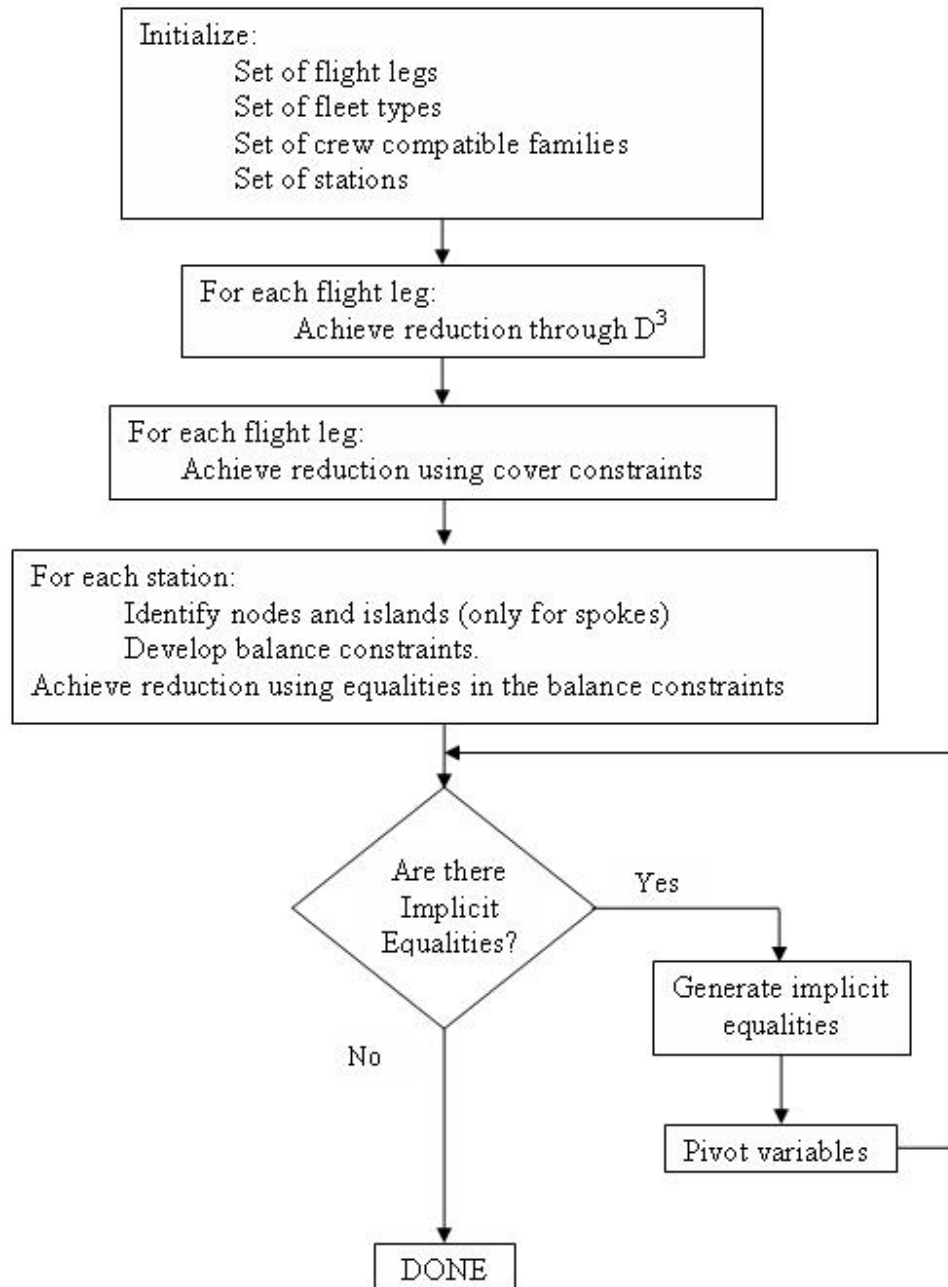 Initialize:
Set of flight legs
Set of fleet types
Set of crew compatible families
Set of stations
For each flight leg:
Achieve reduction through D³
For each flight leg:
Achieve reduction using cover constraints
For each station:
Identify nodes and islands (only for spokes)
Develop balance constraints.
Achieve reduction using equalities in the balance constraints
Are there
Implicit
Equalities?
Yes
Generate implicit
equalities
No
Pivot variables
DONE